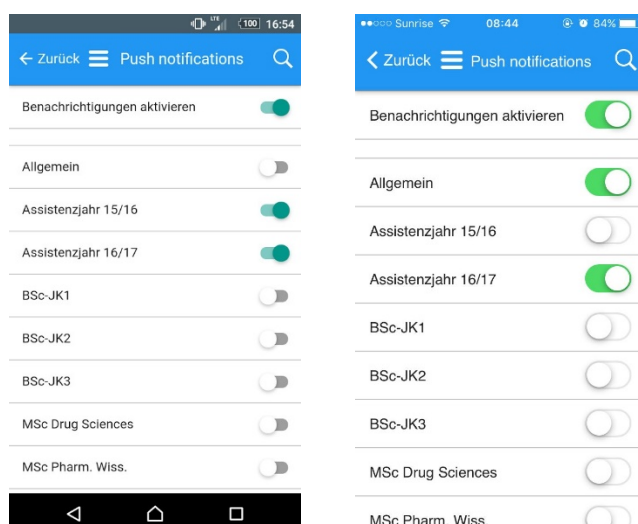 LTE 100 16:54
← Zurück Push notifications
Benachrichtigungen aktivieren
Allgemein
Assistenzjahr 15/16
Assistenzjahr 16/17
BSc-JK1
BSc-JK2
BSc-JK3
MSc Drug Sciences
MSc Pharm. Wiss.
Sunrise 08:44 84%
Zurück Push notifications
Benachrichtigungen aktivieren
Allgemein
Assistenzjahr 15/16
Assistenzjahr 16/17
BSc-JK1
BSc-JK2
BSc-JK3
MSc Drug Sciences
MSc Pharm. Wiss.